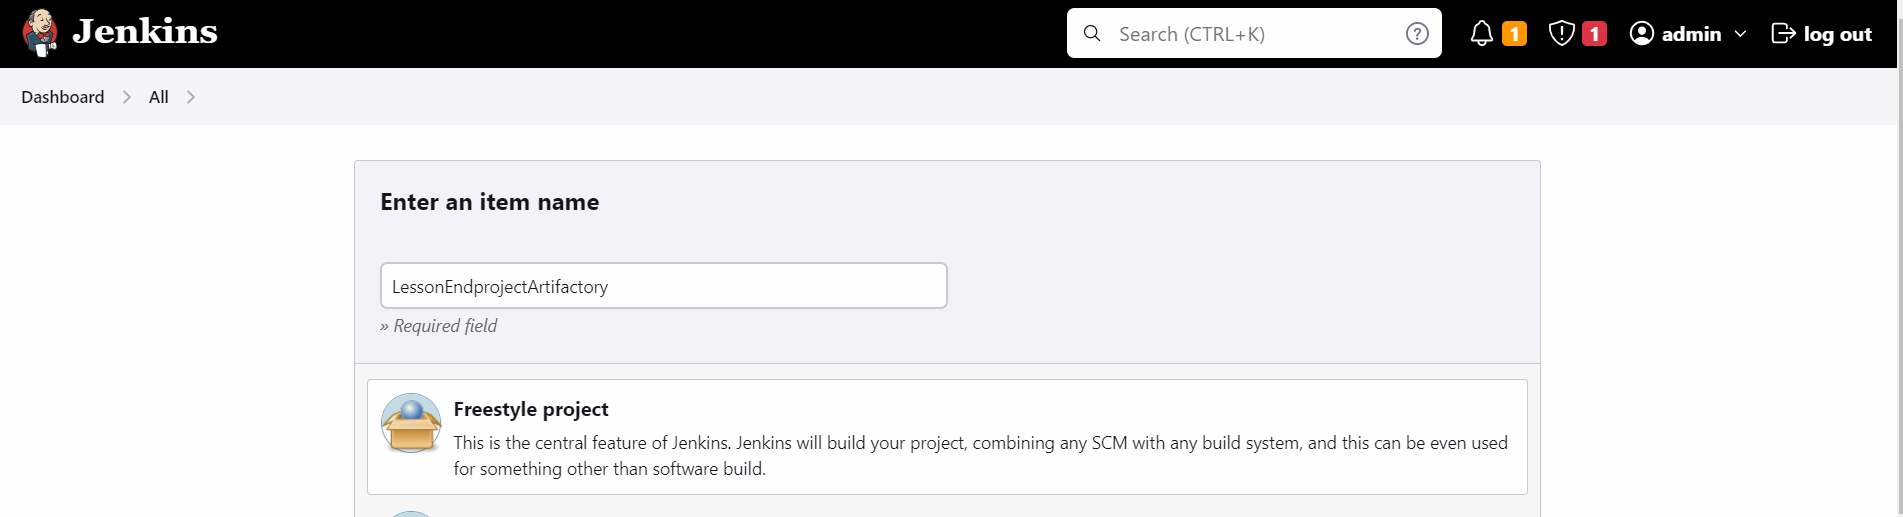 Jenkins
Search (CTRL+K)
?
1
1
admin
log out
Dashboard
All
Enter an item name
LessonEndprojectArtifactory
» Required field
Freestyle project
This is the central feature of Jenkins. Jenkins will build your project, combining any SCM with any build system, and this can be even used
for something other than software build.